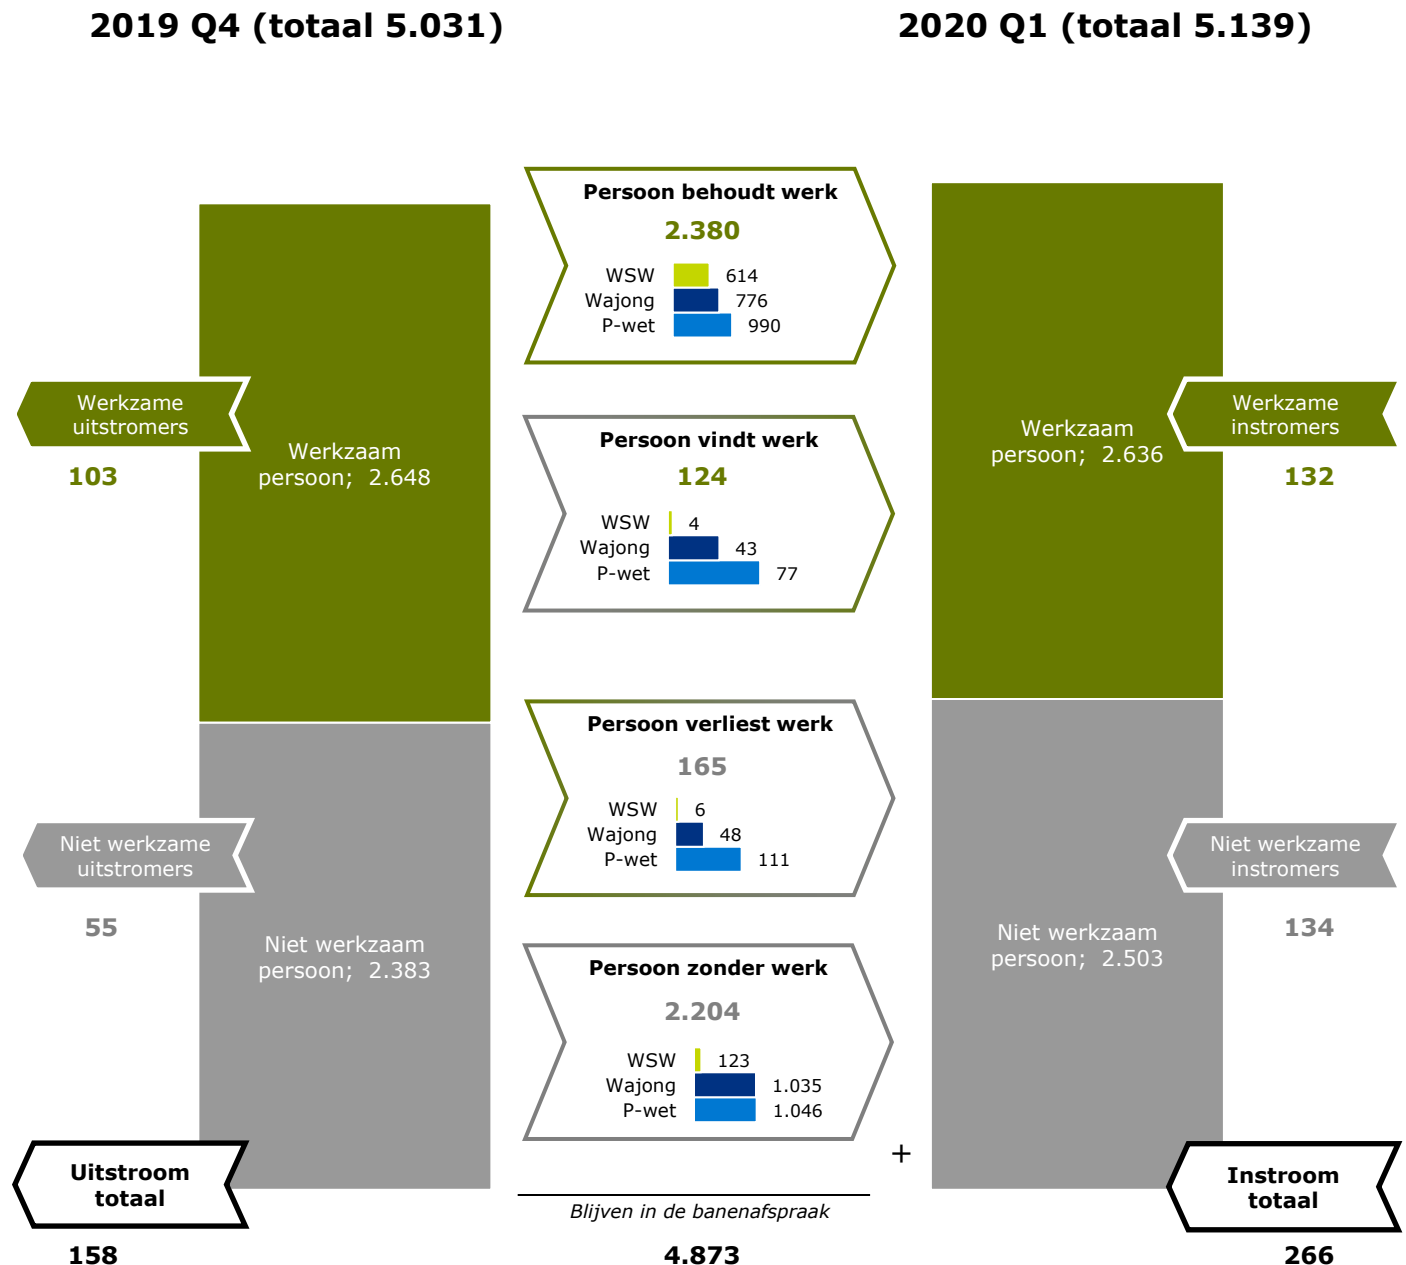 2019 Q4 (totaal 5.031)
2020 Q1 (totaal 5.139)
Persoon behoudt werk
2.380
WSW 614
Wajong 776
P-wet 990
Werkzame
uitstromers
103
Werkzaam
persoon; 2.648
Persoon vindt werk
124
WSW 4
Wajong 43
P-wet 77
Werkzaam
persoon; 2.636
Werkzame
instromers
132
Persoon verliest werk
165
WSW 6
Wajong 48
P-wet 111
Niet werkzame
uitstromers
55
Niet werkzaam
persoon; 2.383
Persoon zonder werk
2.204
WSW 123
Wajong 1.035
P-wet 1.046
Niet werkzaam
persoon; 2.503
Niet werkzame
instromers
134
Uitstroom
totaal
158
+
Blijven in de banenafspraak
4.873
Instroom
totaal
266